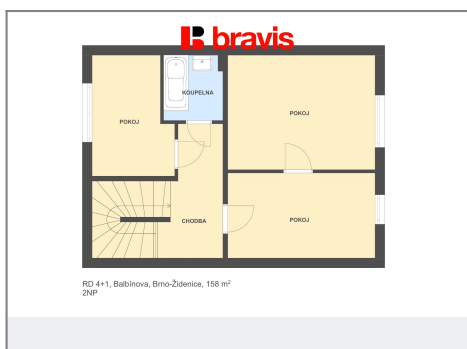 bravis
KOUPELNA
POKOJ
POKOJ
CHODBA
POKOJ
RD 4+1, Balbínova, Brno-Židenice, 158 m²
2NP